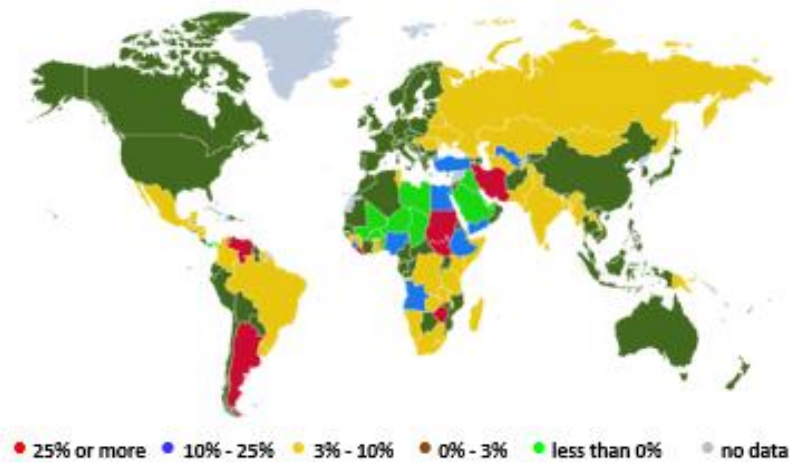 25% or more 10% - 25% 3% - 10% 0% - 3% less than 0% no data